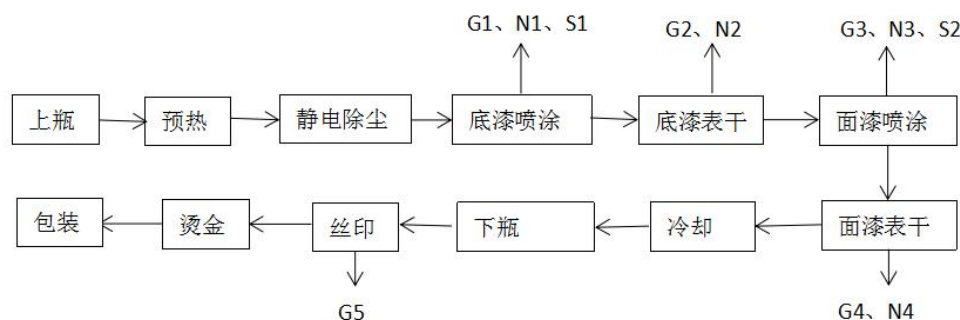 G1、N1、S1
G2、N2
G3、N3、S2
上瓶
预热
静电除尘
底漆喷涂
底漆表干
面漆喷涂
包装
烫金
丝印
下瓶
冷却
面漆表干
G5
G4、N4